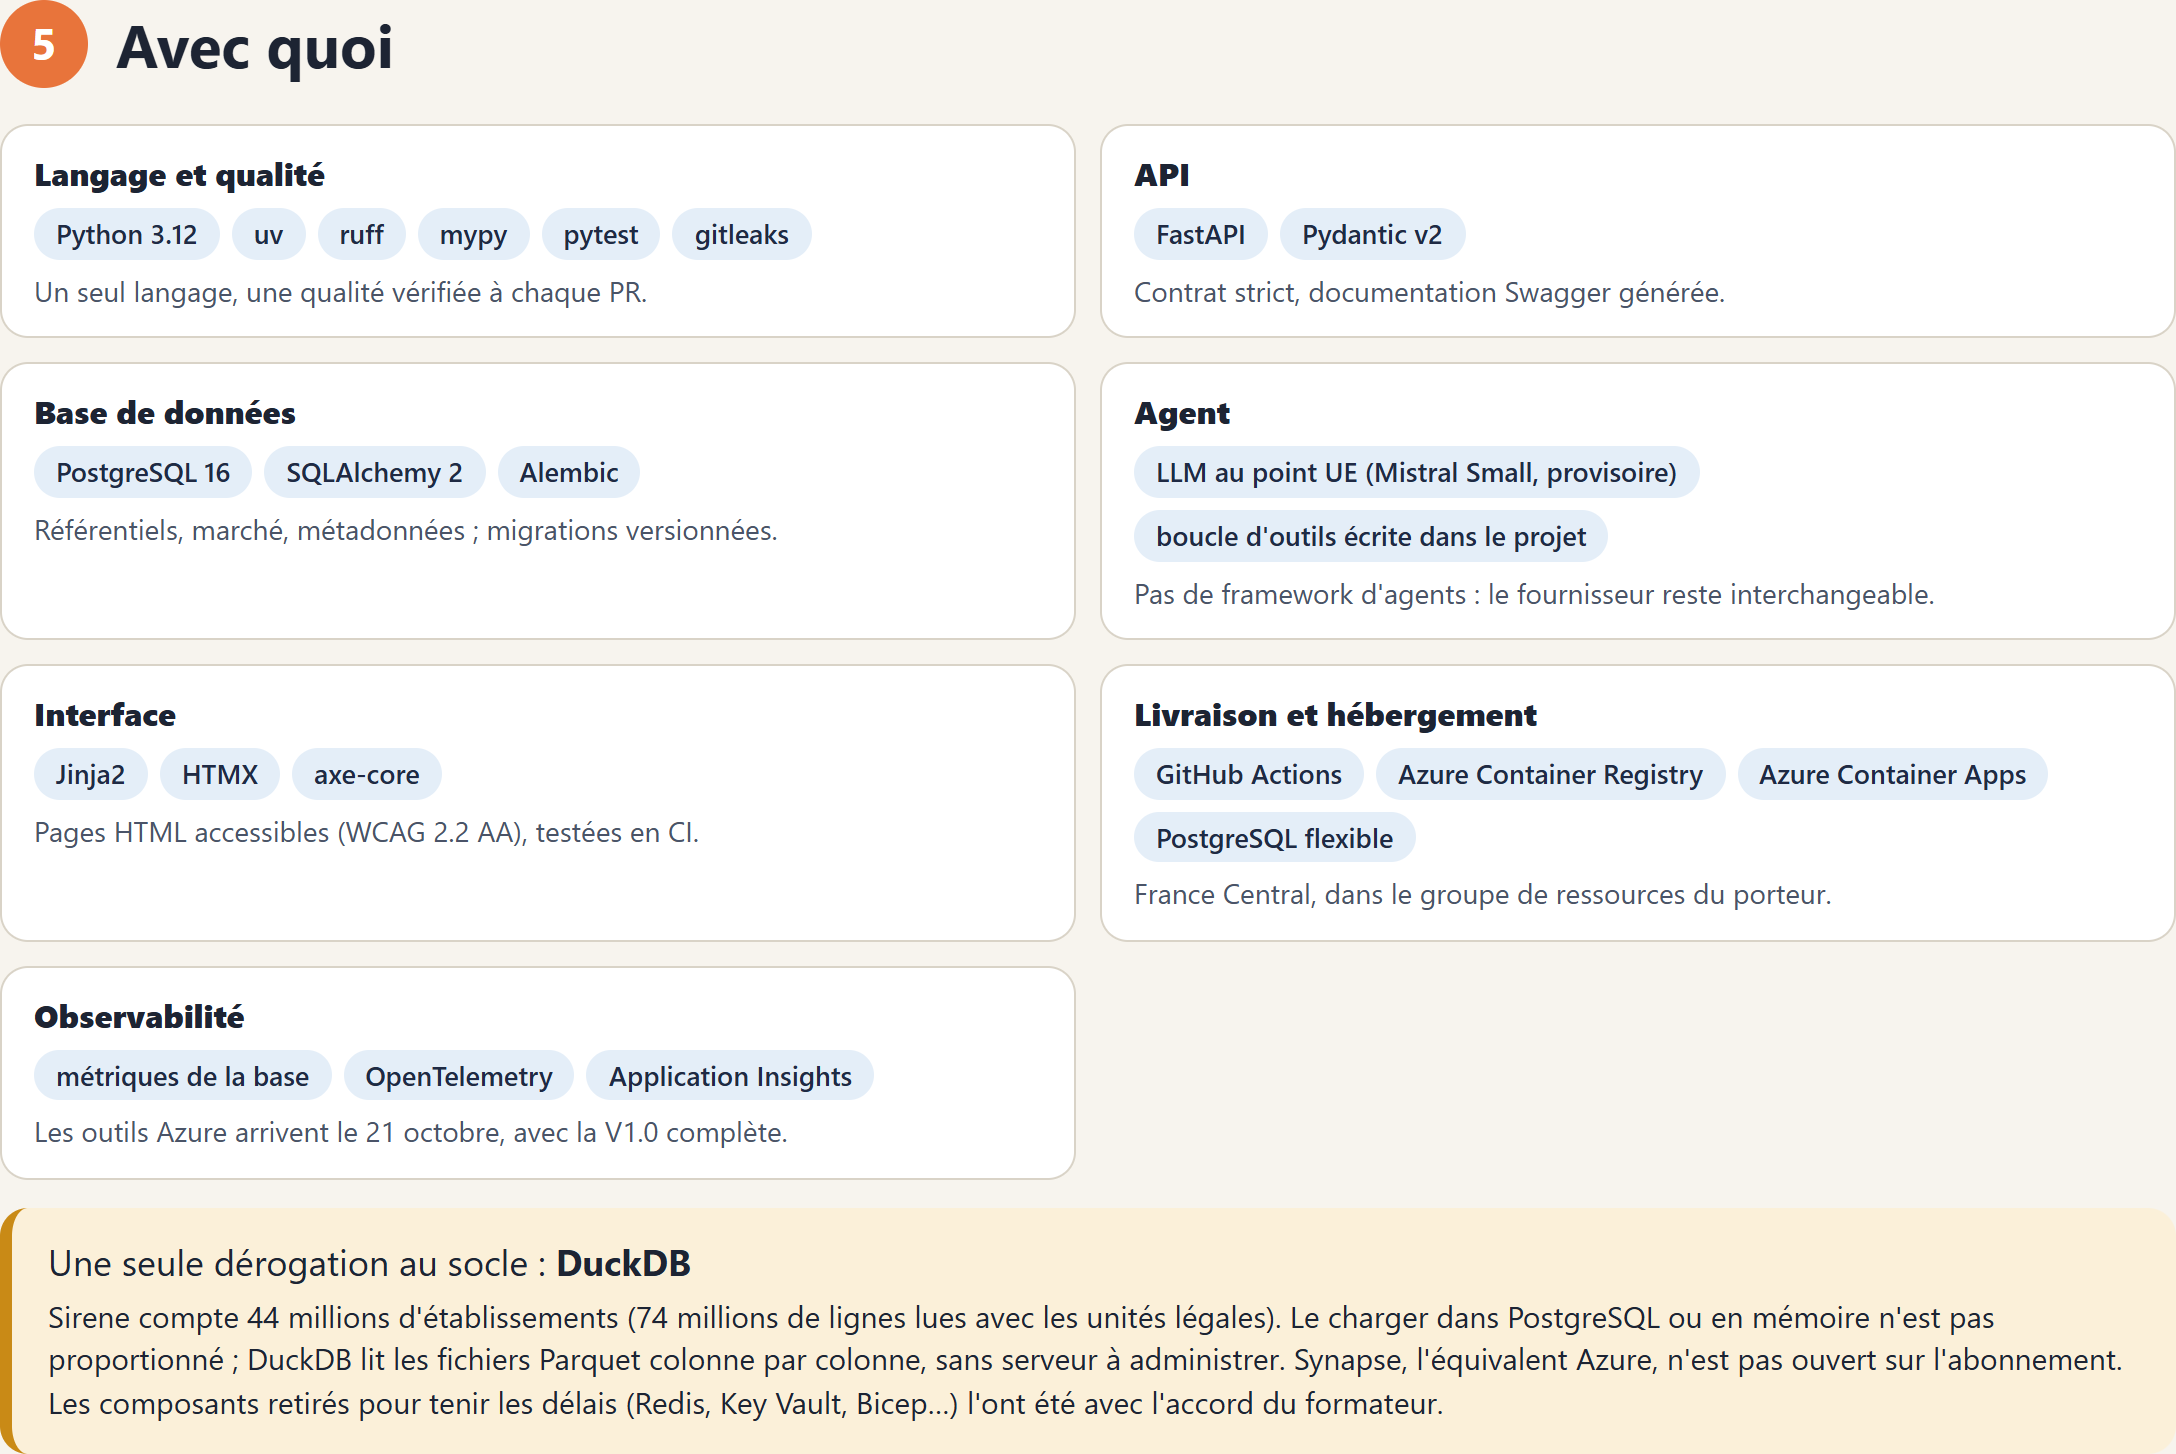 5
Avec quoi
Langage et qualité
Python 3.12 uv ruff mypy pytest gitleaks
Un seul langage, une qualité vérifiée à chaque PR.
API
FastAPI Pydantic v2
Contrat strict, documentation Swagger générée.
Base de données
PostgreSQL 16 SQLAlchemy 2 Alembic
Référentiels, marché, métadonnées ; migrations versionnées.
Agent
LLM au point UE (Mistral Small, provisoire)
boucle d'outils écrite dans le projet
Pas de framework d'agents : le fournisseur reste interchangeable.
Interface
Jinja2 HTMX axe-core
Pages HTML accessibles (WCAG 2.2 AA), testées en CI.
Livraison et hébergement
GitHub Actions Azure Container Registry Azure Container Apps
PostgreSQL flexible
France Central, dans le groupe de ressources du porteur.
Observabilité
métriques de la base OpenTelemetry Application Insights
Les outils Azure arrivent le 21 octobre, avec la V1.0 complète.
Une seule dérogation au socle : DuckDB
Sirene compte 44 millions d'établissements (74 millions de lignes lues avec les unités légales). Le charger dans PostgreSQL ou en mémoire n'est pas
proportionné ; DuckDB lit les fichiers Parquet colonne par colonne, sans serveur à administrer. Synapse, l'équivalent Azure, n'est pas ouvert sur l'abonnement.
Les composants retirés pour tenir les délais (Redis, Key Vault, Bicep…) l'ont été avec l'accord du formateur.